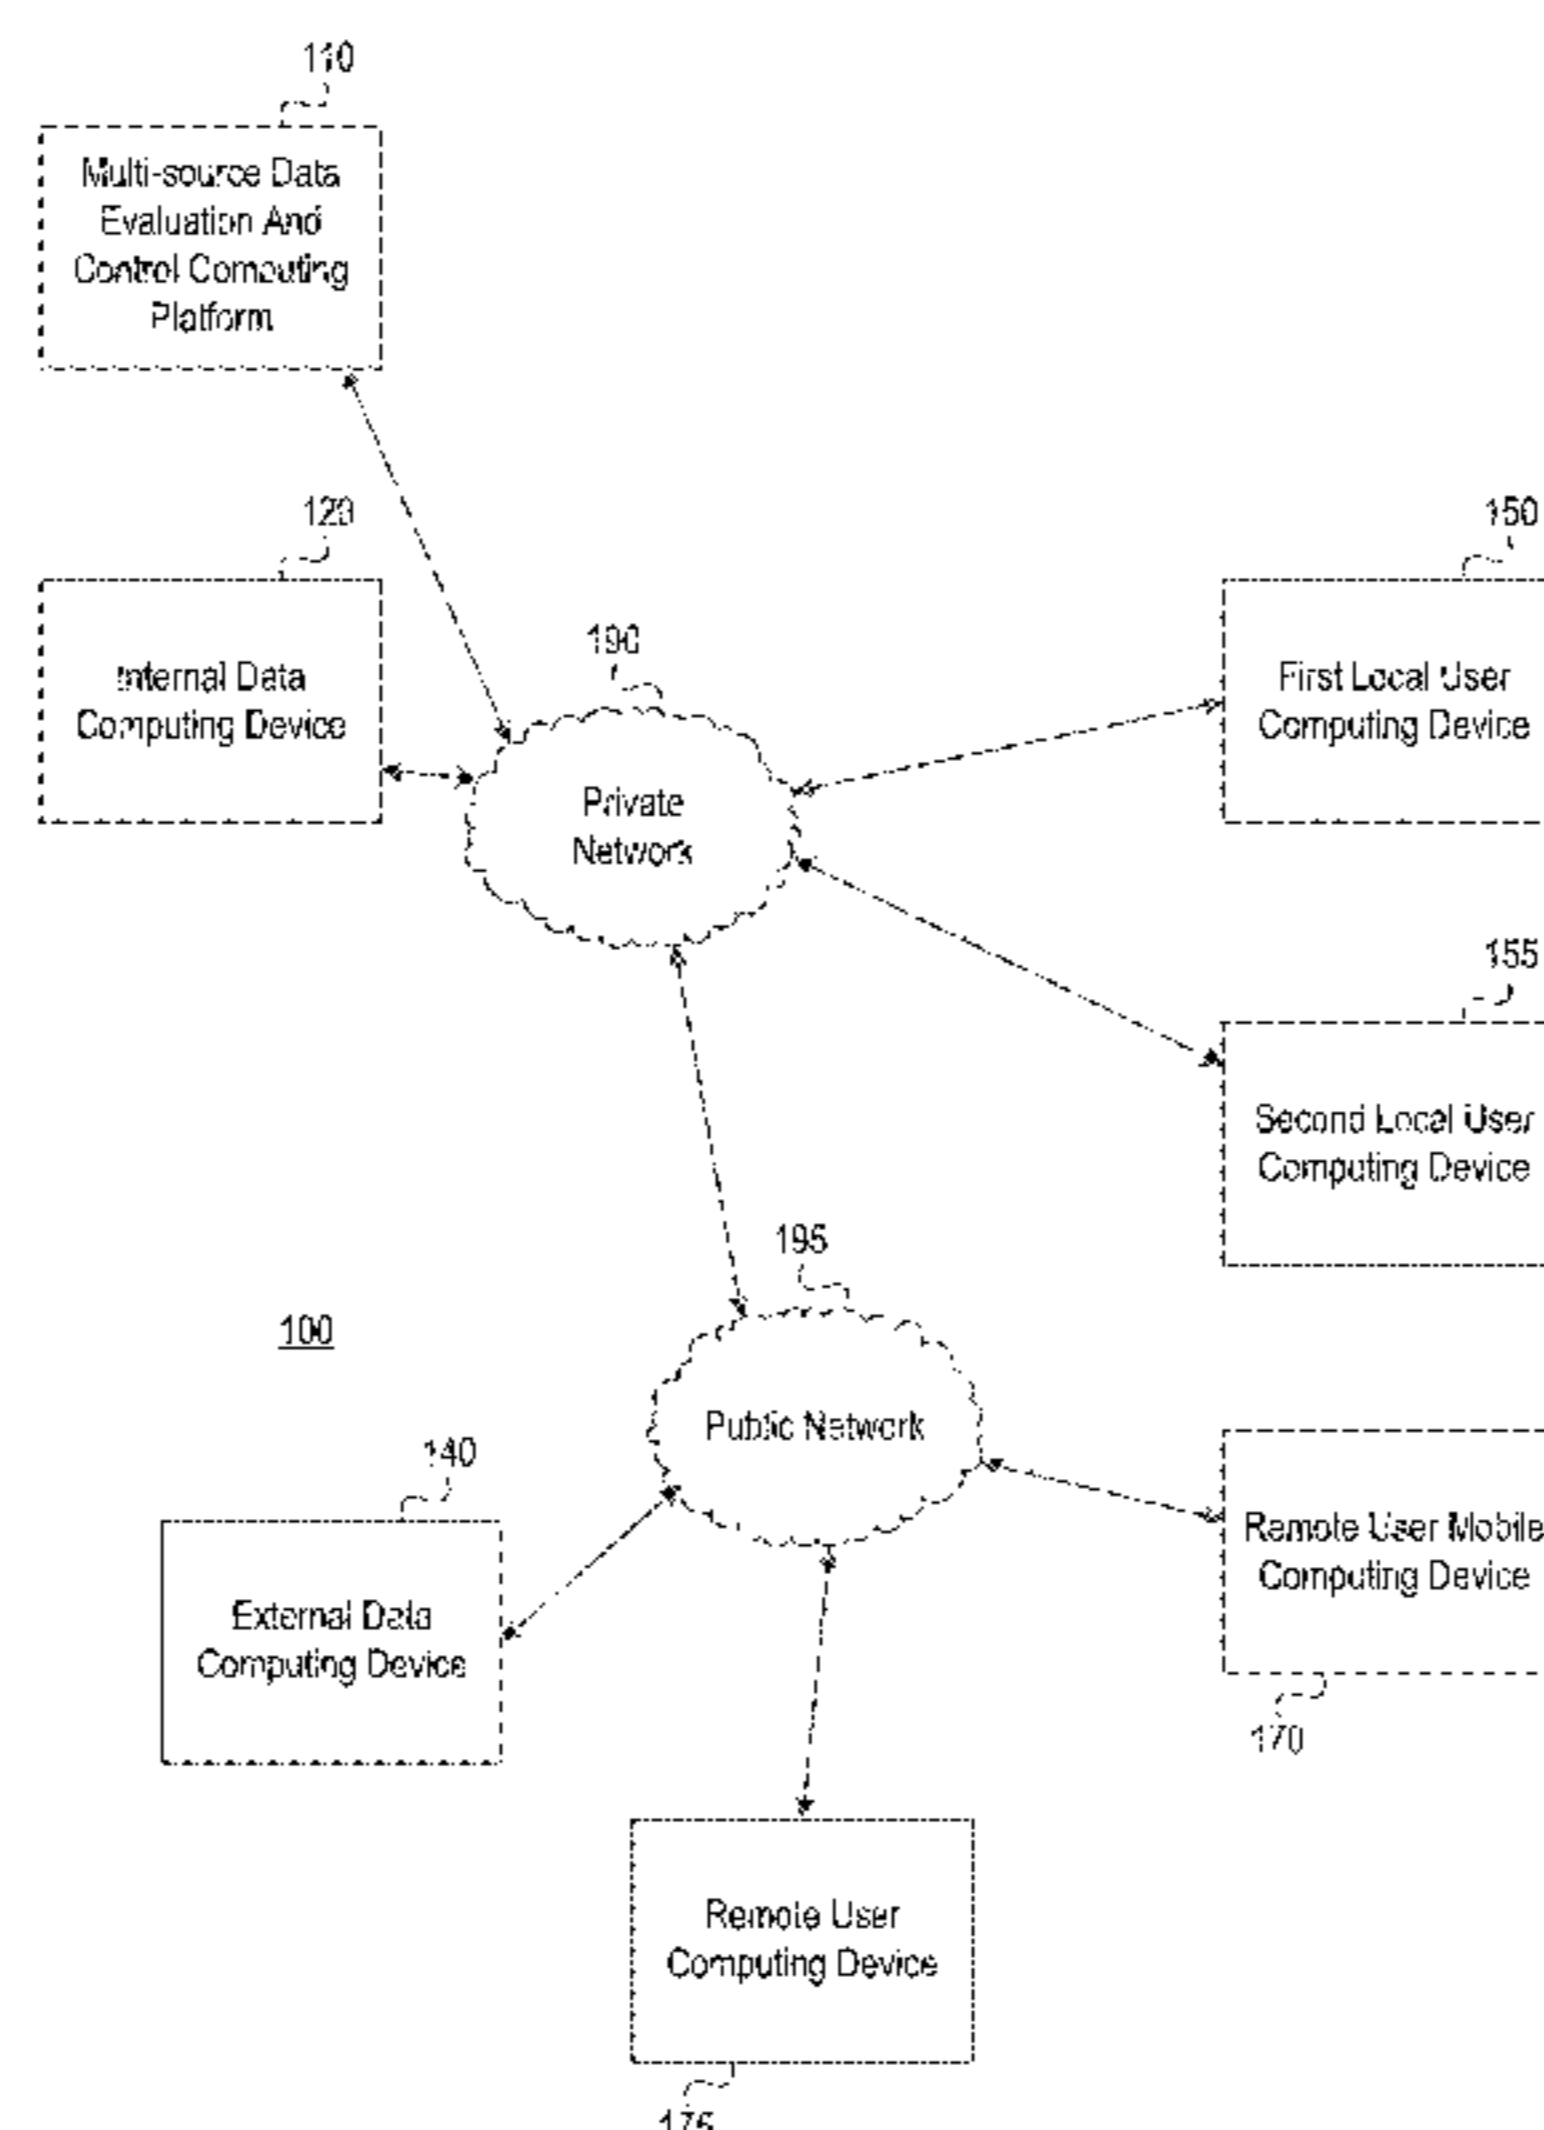 110
Multi-source Data
Evaluation And
Control Computing
Platform
120
Internal Data
Computing Device
190
Private
Network
150
First Local User
Computing Device
155
Second Local User
Computing Device
195
Public Network
100
140
External Data
Computing Device
Remote User Mobile
Computing Device
170
Remote User
Computing Device
175